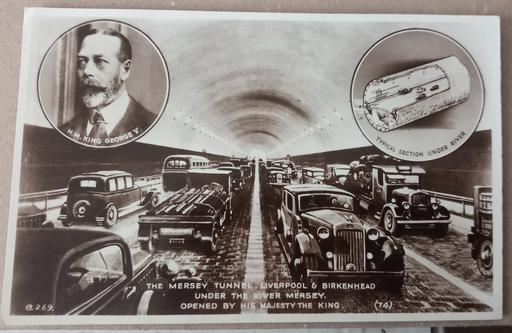 H.M. KING GEORGE V
TYPICAL SECTION UNDER RIVER
THE MERSEY TUNNEL, LIVERPOOL & BIRKENHEAD
UNDER THE RIVER MERSEY.
OPENED BY HIS MAJESTY THE KING.
B.269.
(74)